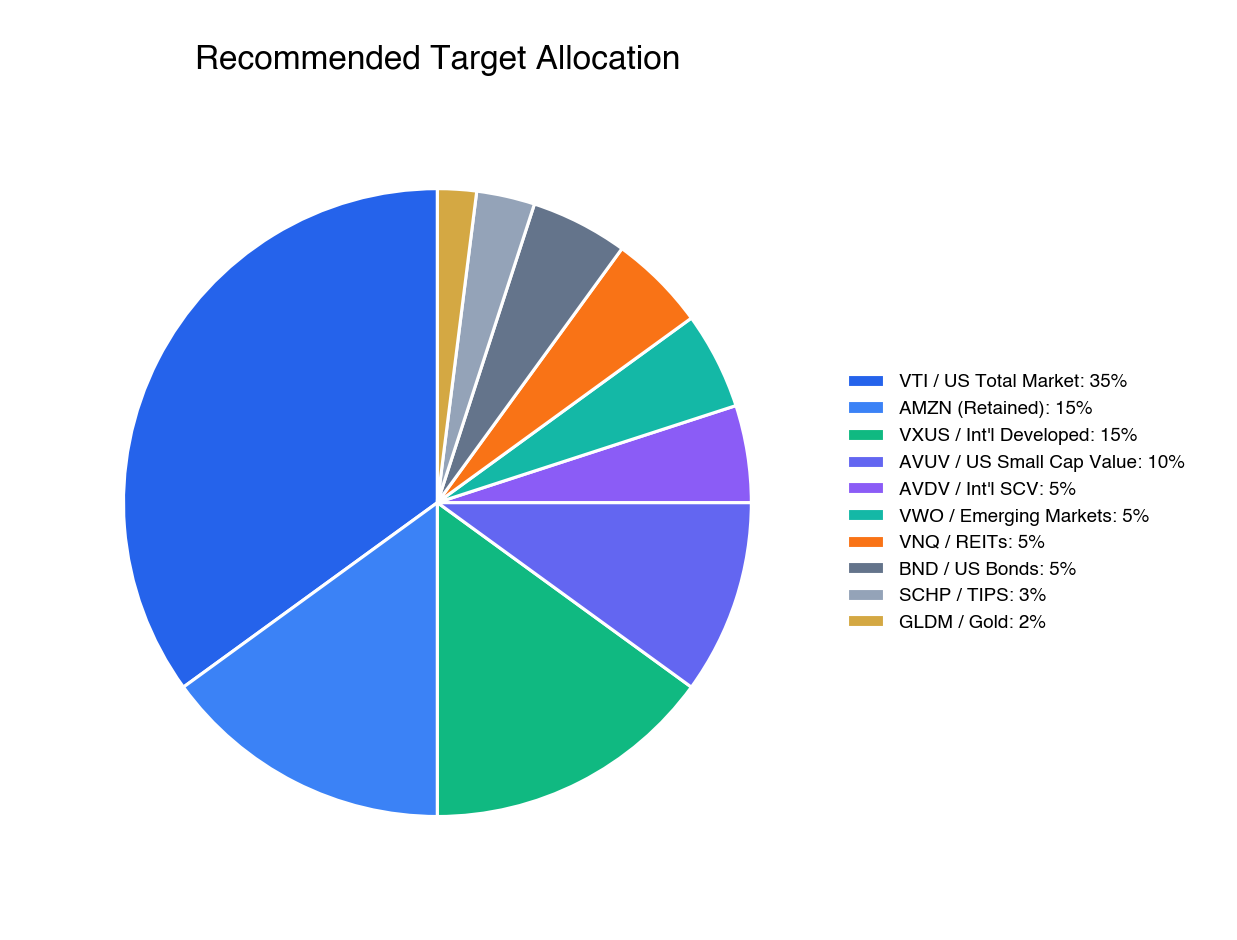 Recommended Target Allocation
VTI / US Total Market: 35%
AMZN (Retained): 15%
VXUS / Int'l Developed: 15%
AVUV / US Small Cap Value: 10%
AVDV / Int'l SCV: 5%
VWO / Emerging Markets: 5%
VNQ / REITs: 5%
BND / US Bonds: 5%
SCHP / TIPS: 3%
GLDM / Gold: 2%